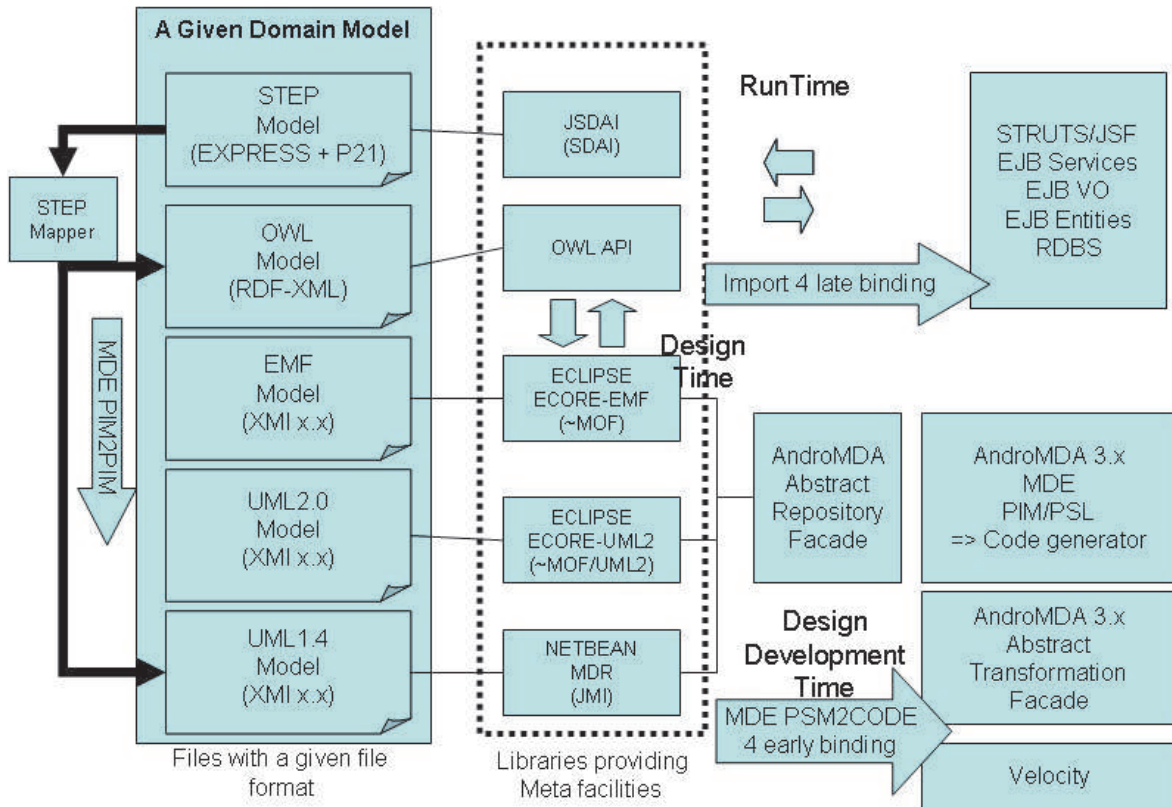 A Given Domain Model
STEP
Model
(EXPRESS + P21)
STEP
Mapper
OWL
Model
(RDF-XML)
MDE PIM2PIM
EMF
Model
(XMI x.x)
UML2.0
Model
(XMI x.x)
UML1.4
Model
(XMI x.x)
Files with a given file
format
JSDAI
(SDAI)
OWL API
ECLIPSE
ECORE-EMF
(~MOF)
ECLIPSE
ECORE-UML2
(~MOF/UML2)
NETBEAN
MDR
(JMI)
Libraries providing
Meta facilities
RunTime
Import 4 late binding
STRUTS/JSF
EJB Services
EJB VO
EJB Entities
RDBS
Design
Time
AndroMDA
Abstract
Repository
Facade
AndroMDA 3.x
MDE
PIM/PSL
=> Code generator
Design
Development
Time
MDE PSM2CODE
4 early binding
AndroMDA 3.x
Abstract
Transformation
Facade
Velocity